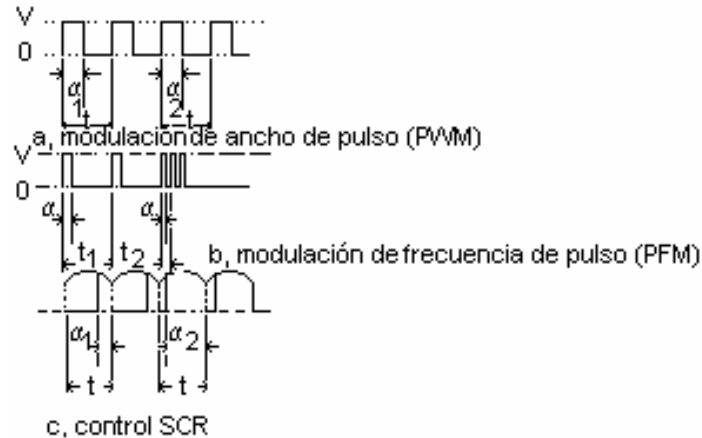 V
0
α α
1 t 2 t
a, modulación de ancho de pulso (PWM)
V
0
α α
t1 t2
b, modulación de frecuencia de pulso (PFM)
α1 α2
t t
c, control SCR